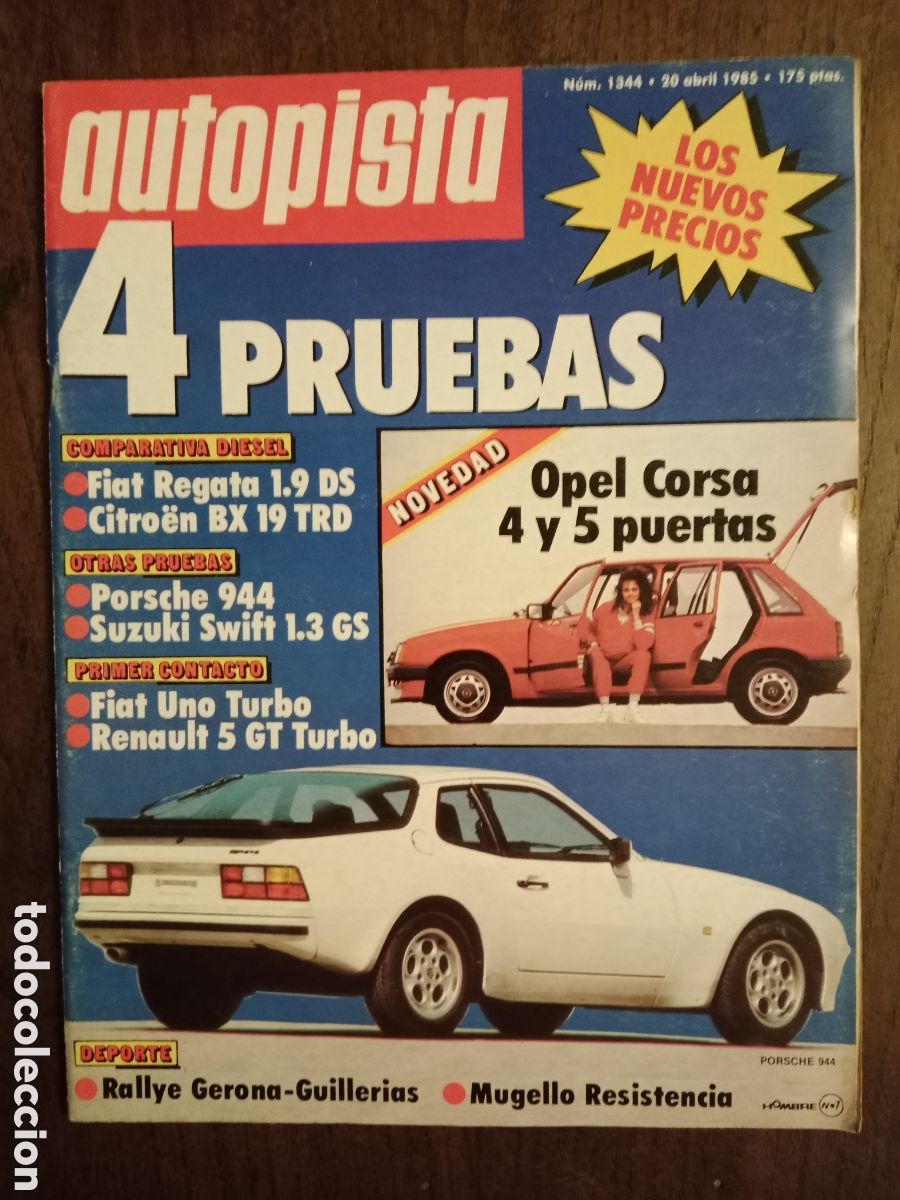 Núm. 1344 • 20 abril 1985 • 175 ptas.
autopista
LOS
NUEVOS
PRECIOS
4 PRUEBAS
COMPARATIVA DIESEL
Fiat Regata 1.9 DS
Citroën BX 19 TRD
OTRAS PRUEBAS
Porsche 944
Suzuki Swift 1.3 GS
PRIMER CONTACTO
Fiat Uno Turbo
Renault 5 GT Turbo
NOVEDAD
Opel Corsa
4 y 5 puertas
944
PORSCHE 944
DEPORTE
Rallye Gerona-Guillerias
Mugello Resistencia
HOMBRE Nº1
todocoleccion